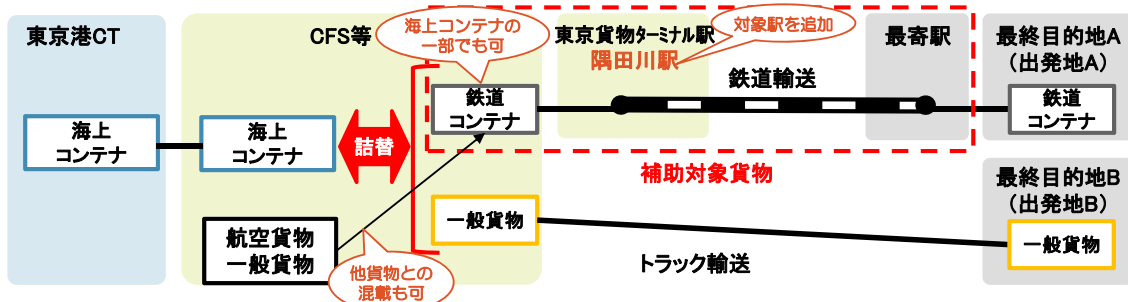 東京港CT
CFS等
海上コンテナの
一部でも可
東京貨物ターミナル駅
隅田川駅
対象駅を追加
最寄駅
最終目的地A
(出発地A)
海上
コンテナ
海上
コンテナ
詰替
鉄道
コンテナ
鉄道輸送
鉄道
コンテナ
補助対象貨物
航空貨物
一般貨物
他貨物との
混載も可
一般貨物
トラック輸送
最終目的地B
(出発地B)
一般貨物